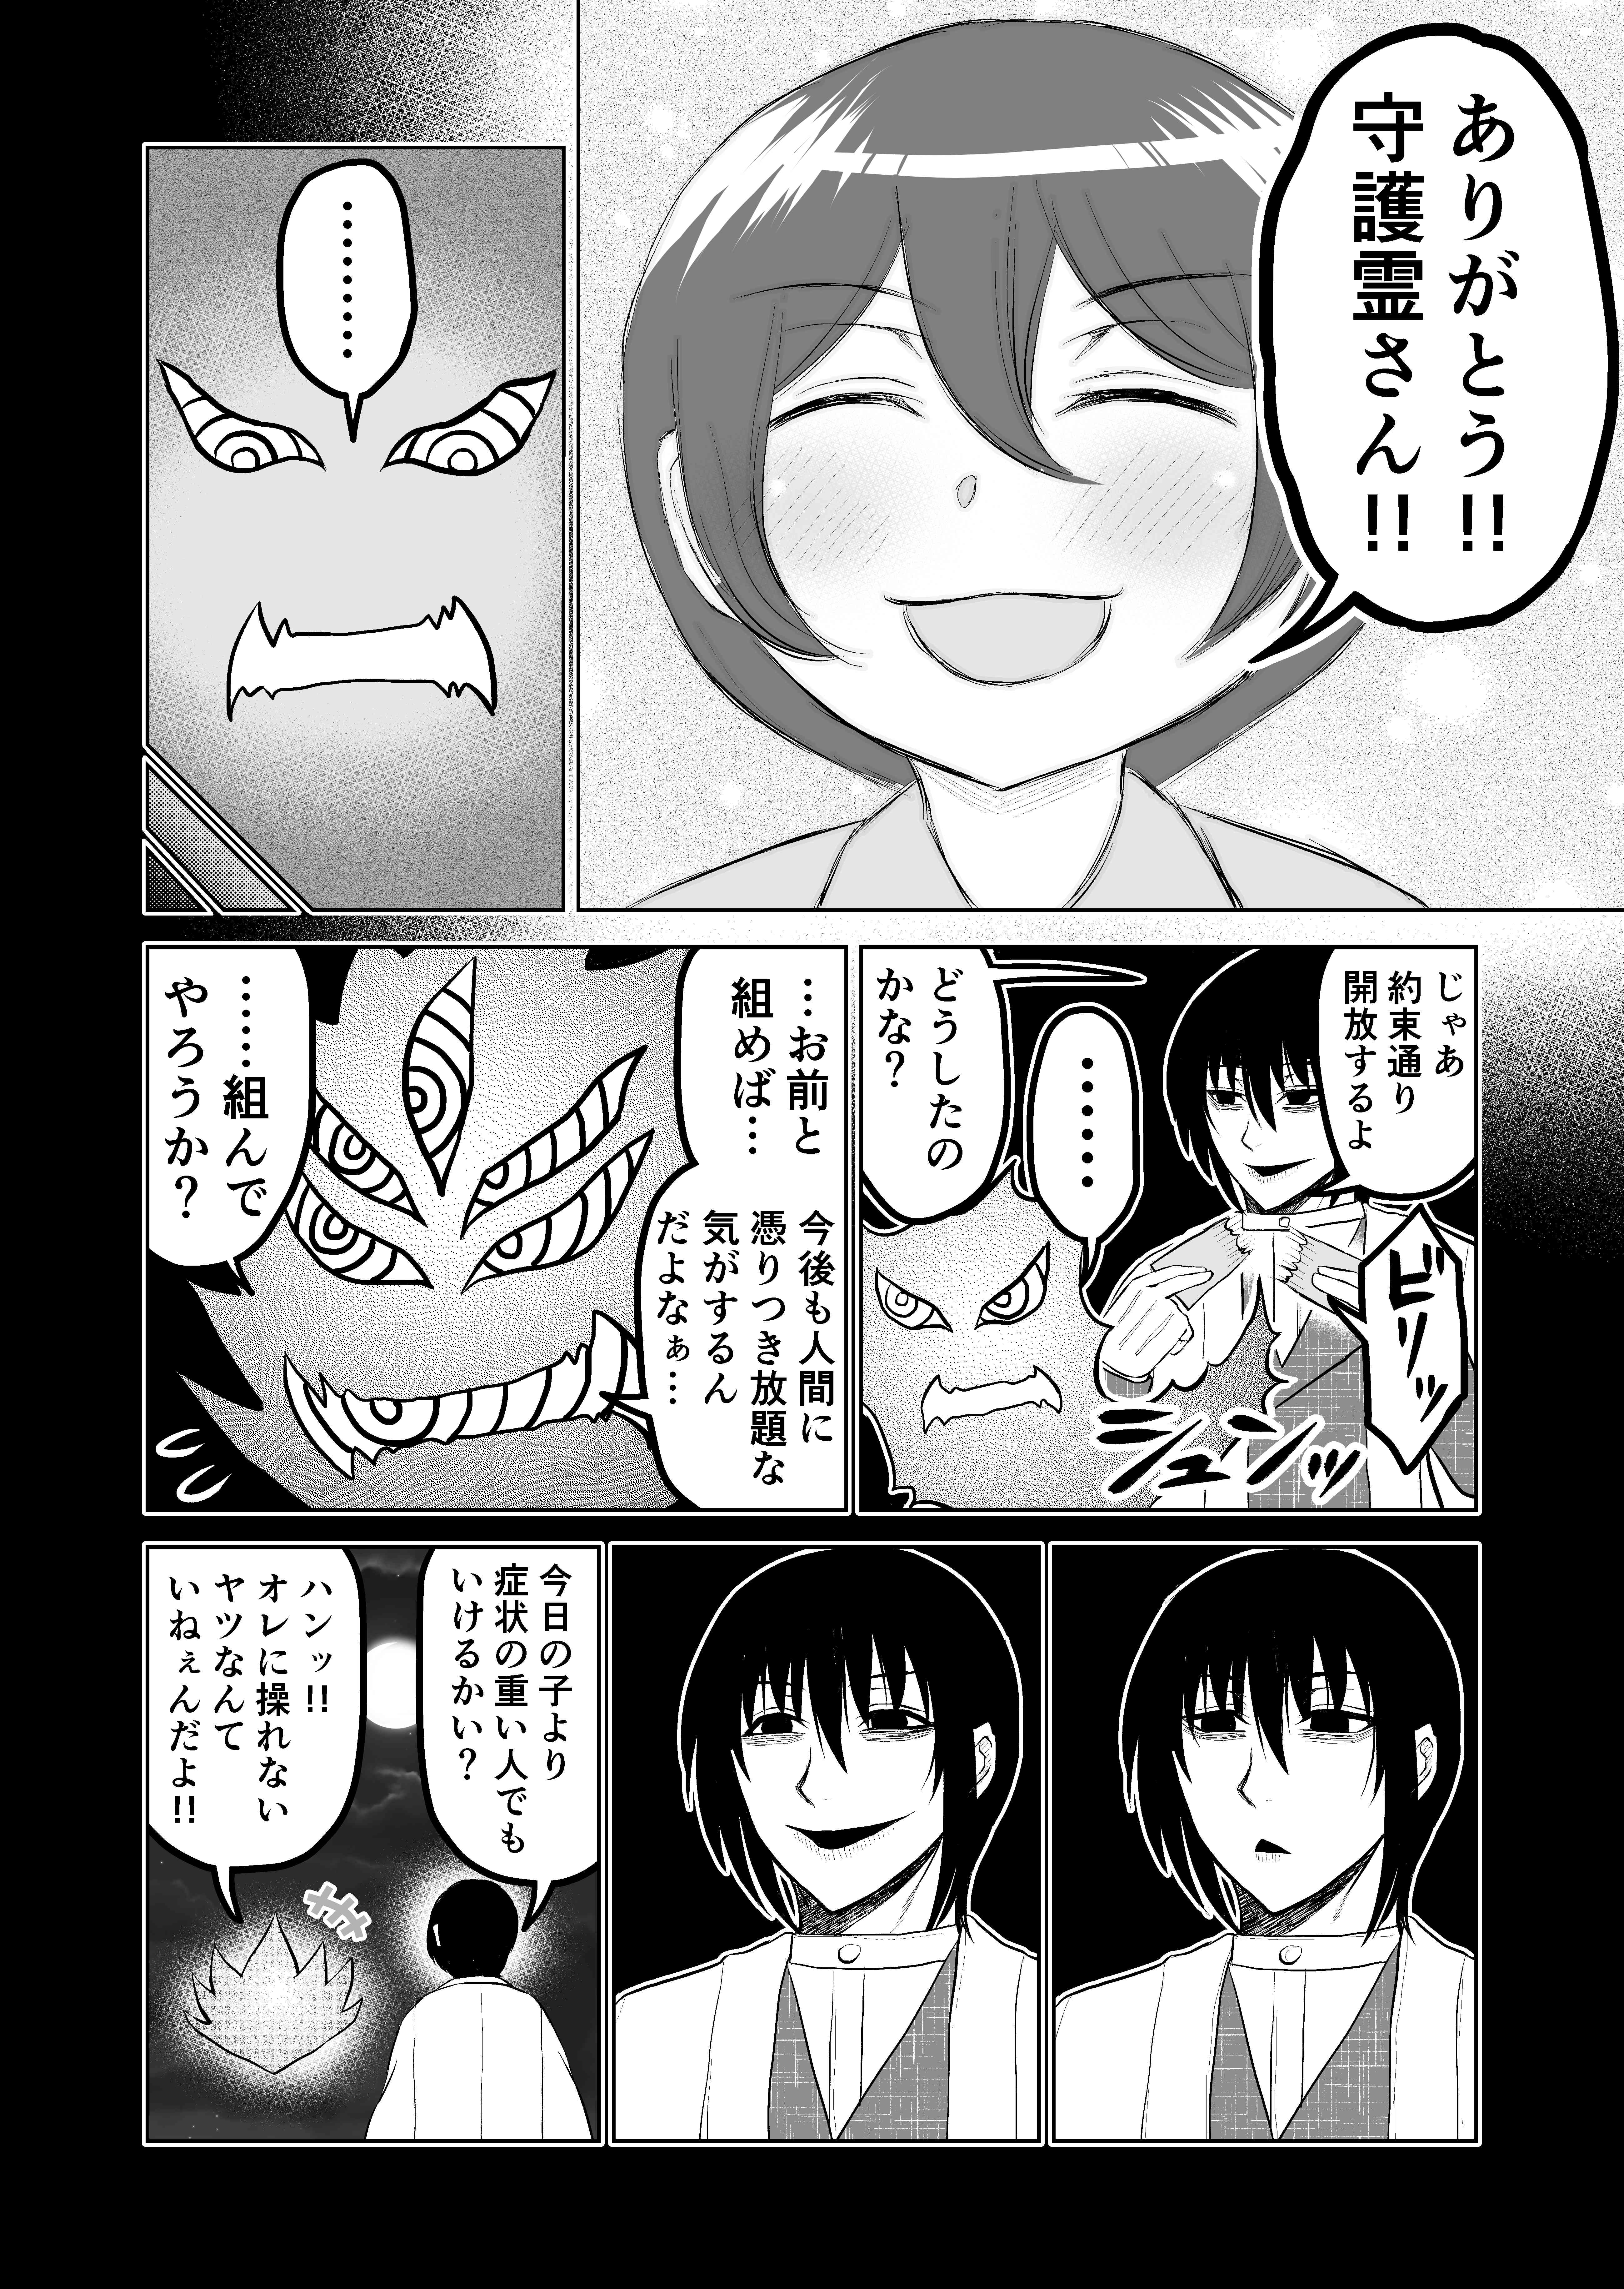 ありがとう!!
守護霊さん!!
………
じゃあ
約束通り
開放するよ
ビリッ
シュンッ
……
どうしたの
かな？
…お前と
組めば…
今後も人間に
憑りつき放題な
気がするん
だよなぁ…
……組んで
やろうか？
今日の子より
症状の重い人でも
いけるかい？
ハンッ!!
オレに操れない
ヤツなんて
いねぇんだよ!!